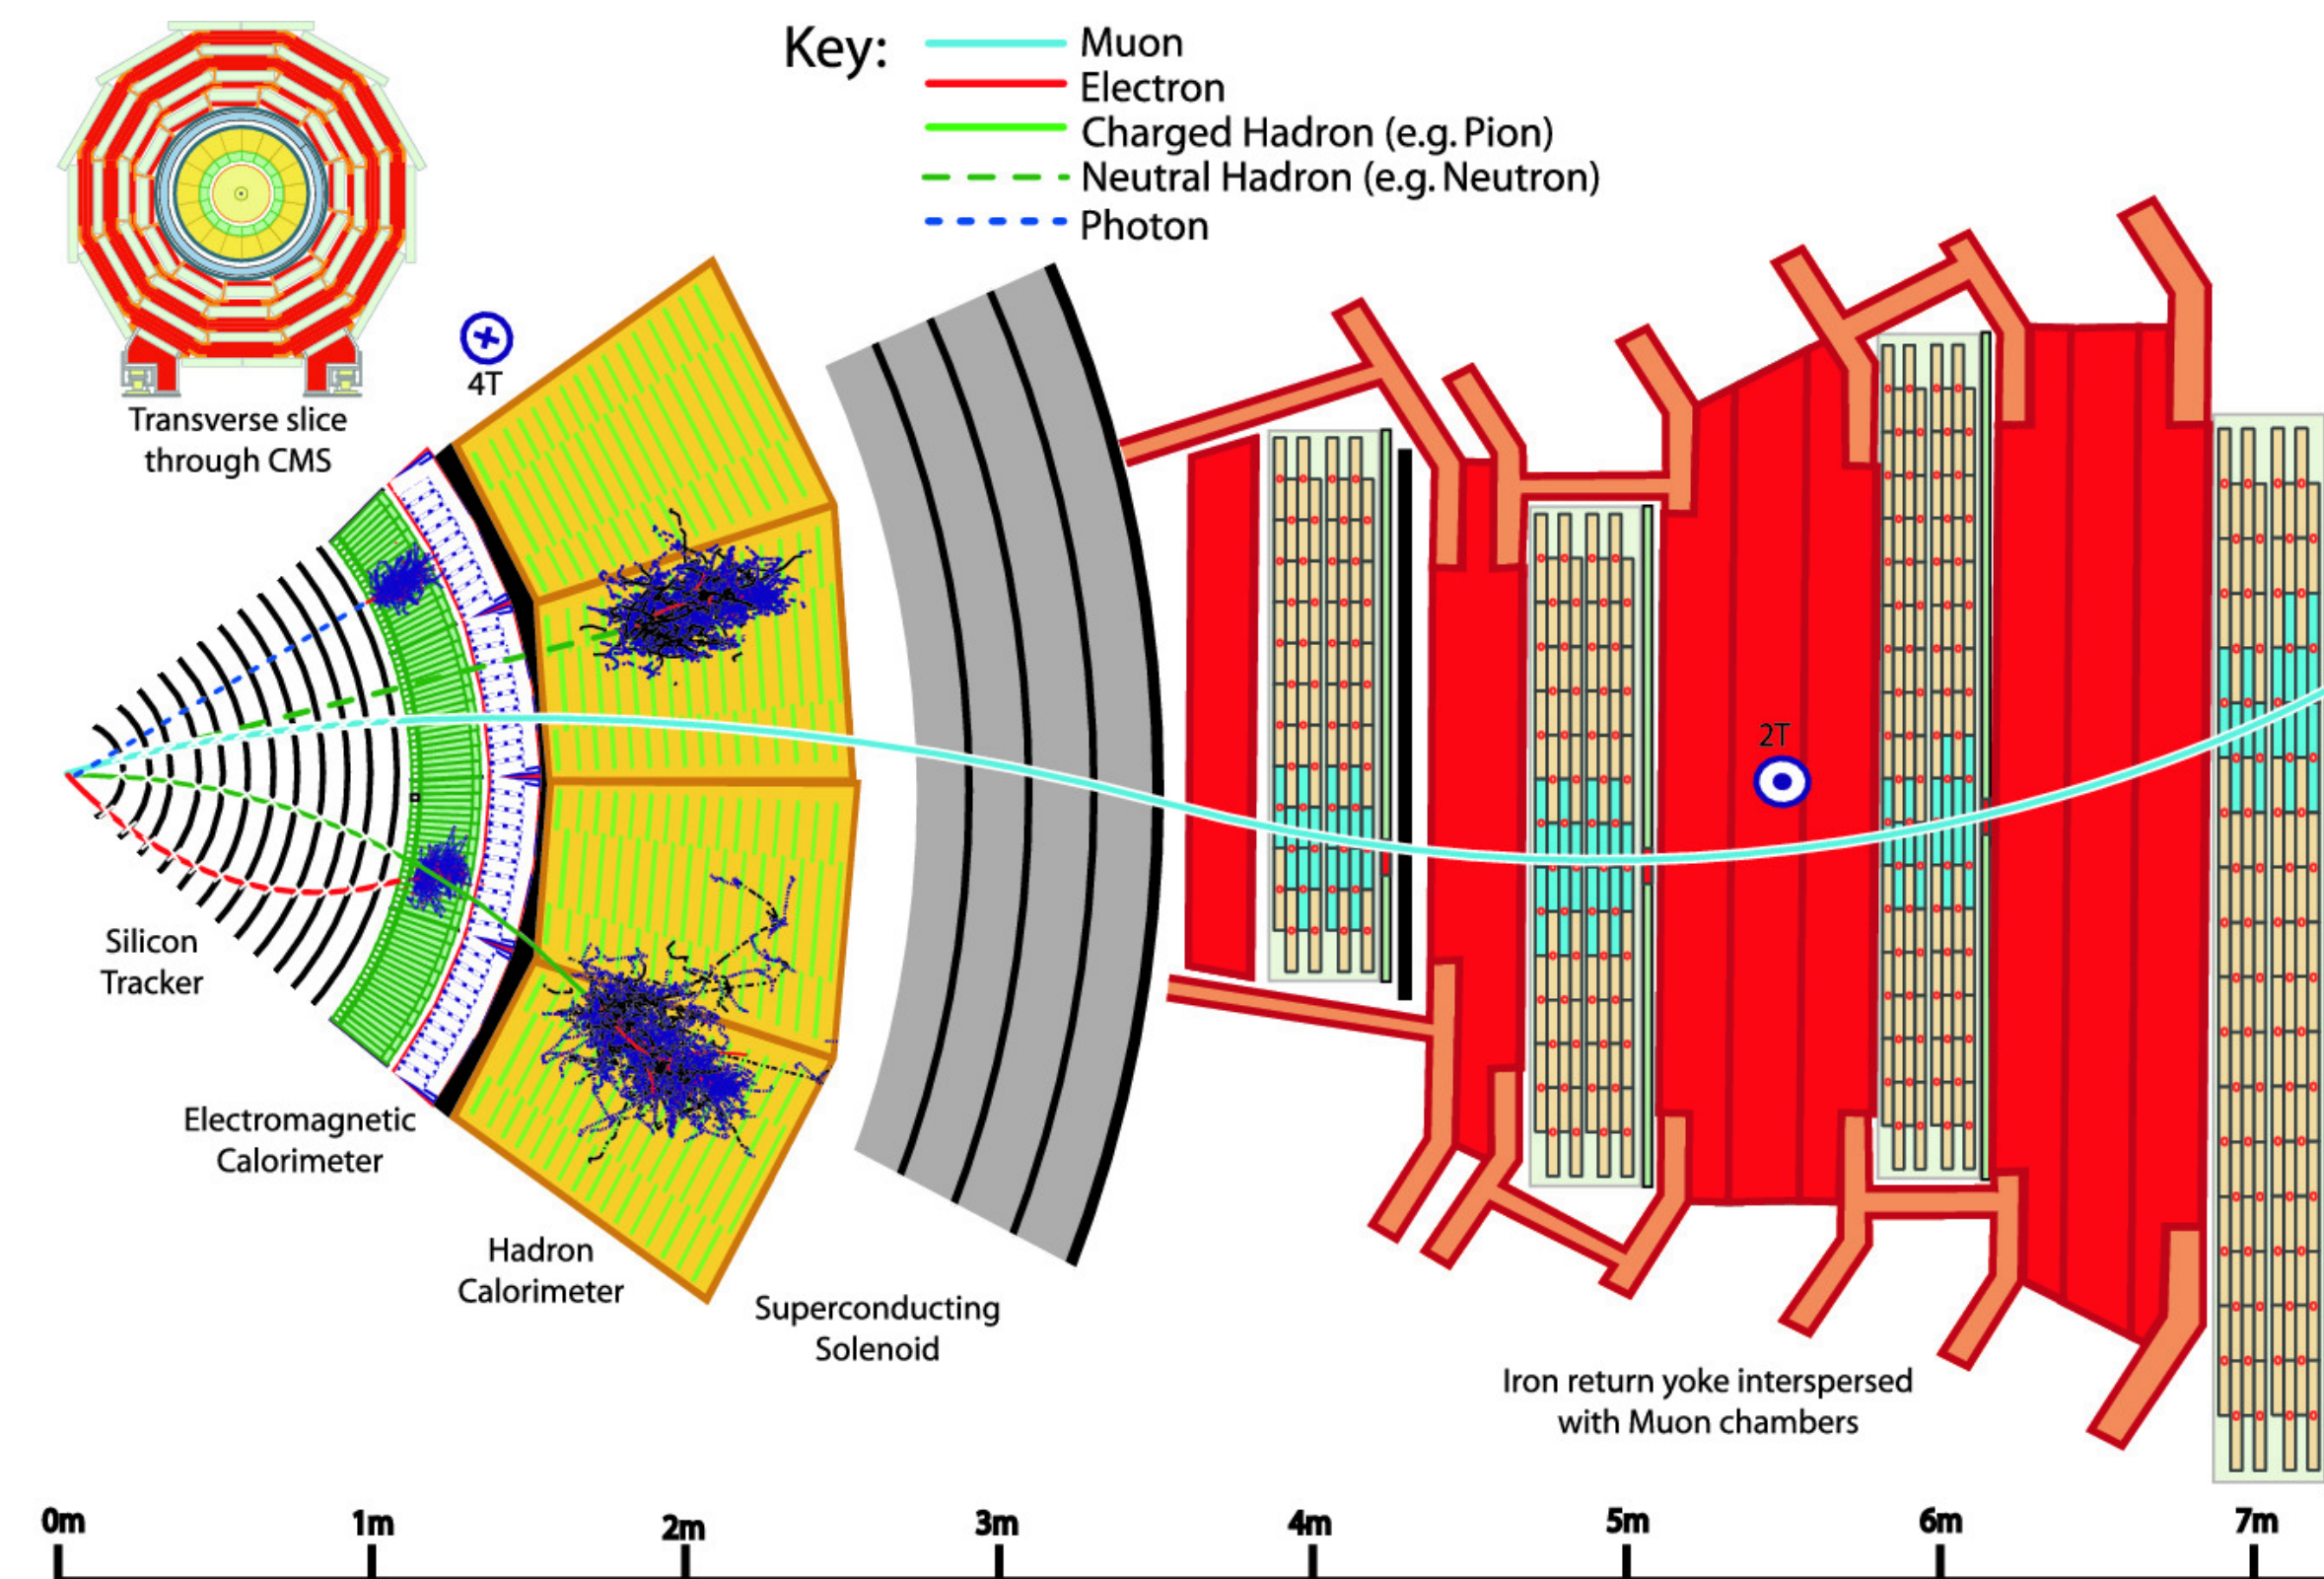 Key:
Muon
Electron
Charged Hadron (e.g. Pion)
Neutral Hadron (e.g. Neutron)
Photon
4T
Transverse slice
through CMS
2T
Silicon
Tracker
Electromagnetic
Calorimeter
Hadron
Calorimeter
Superconducting
Solenoid
Iron return yoke interspersed
with Muon chambers
0m 1m 2m 3m 4m 5m 6m 7m